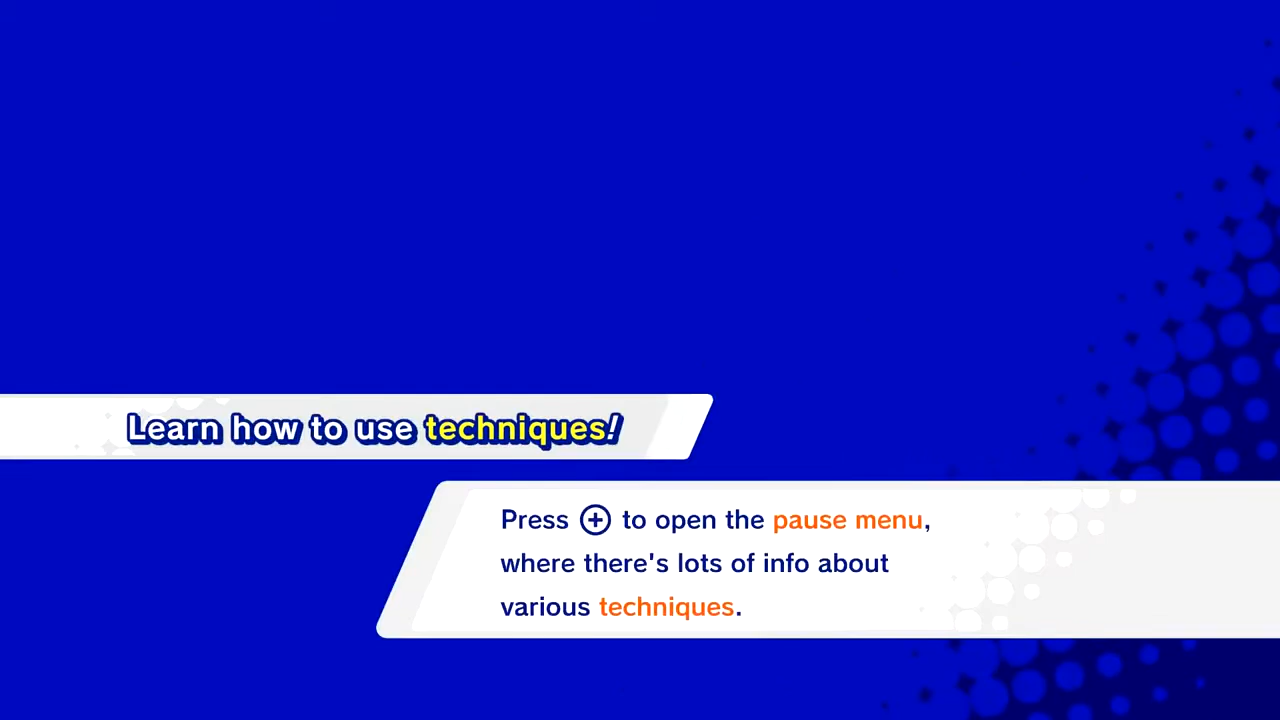 Learn how to use techniques!
Press ⊕ to open the pause menu,
where there's lots of info about
various techniques.